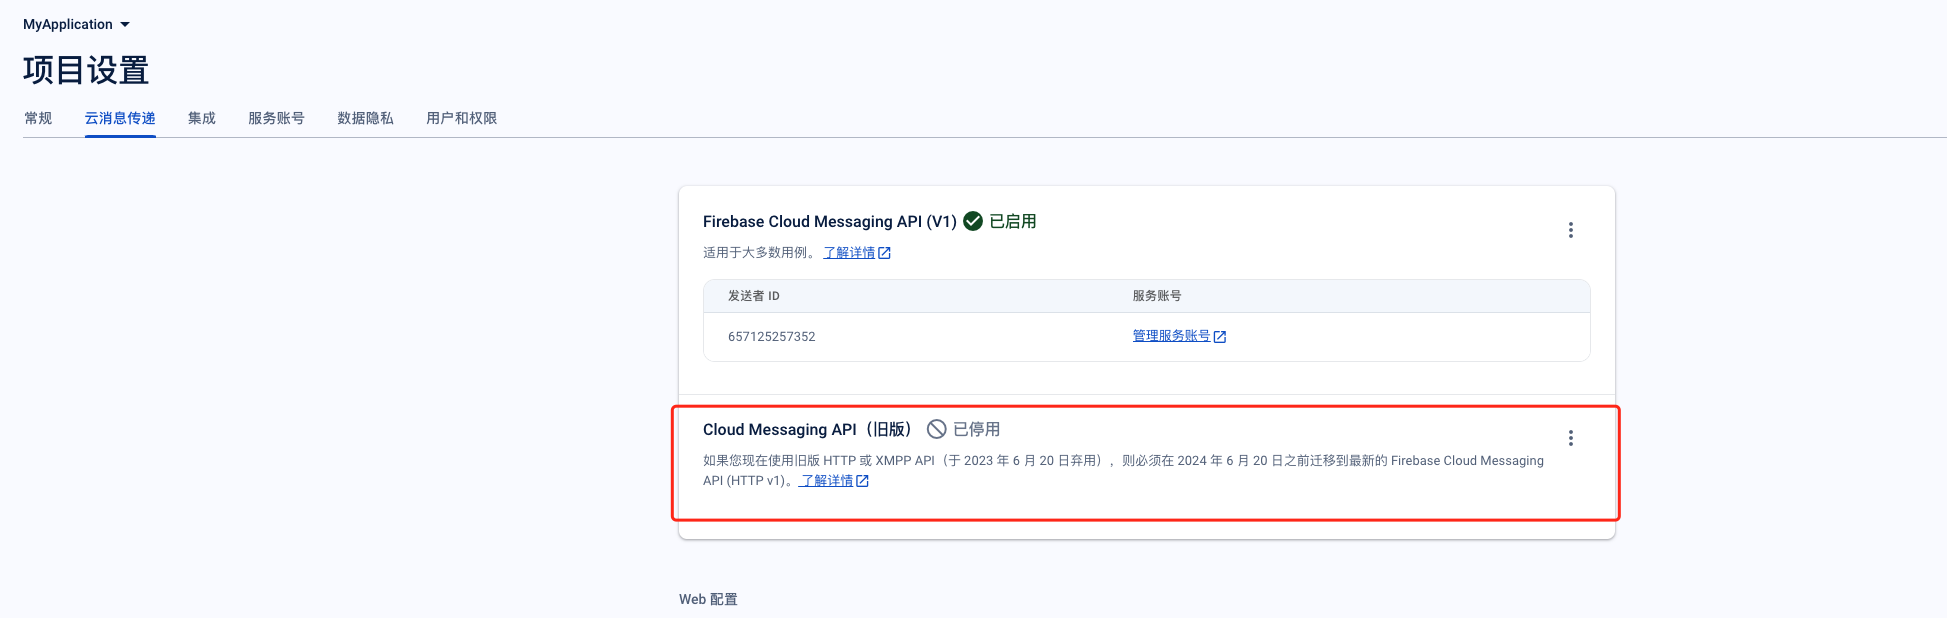 MyApplication
项目设置
常规 云消息传递 集成 服务账号 数据隐私 用户和权限
Firebase Cloud Messaging API (V1) 已启用
适用于大多数用例。 了解详情
发送者 ID 服务账号
657125257352 管理服务账号
Cloud Messaging API（旧版） 已停用
如果您现在使用旧版 HTTP 或 XMPP API（于 2023 年 6 月 20 日弃用），则必须在 2024 年 6 月 20 日之前迁移到最新的 Firebase Cloud Messaging
API (HTTP v1)。 了解详情
Web 配置